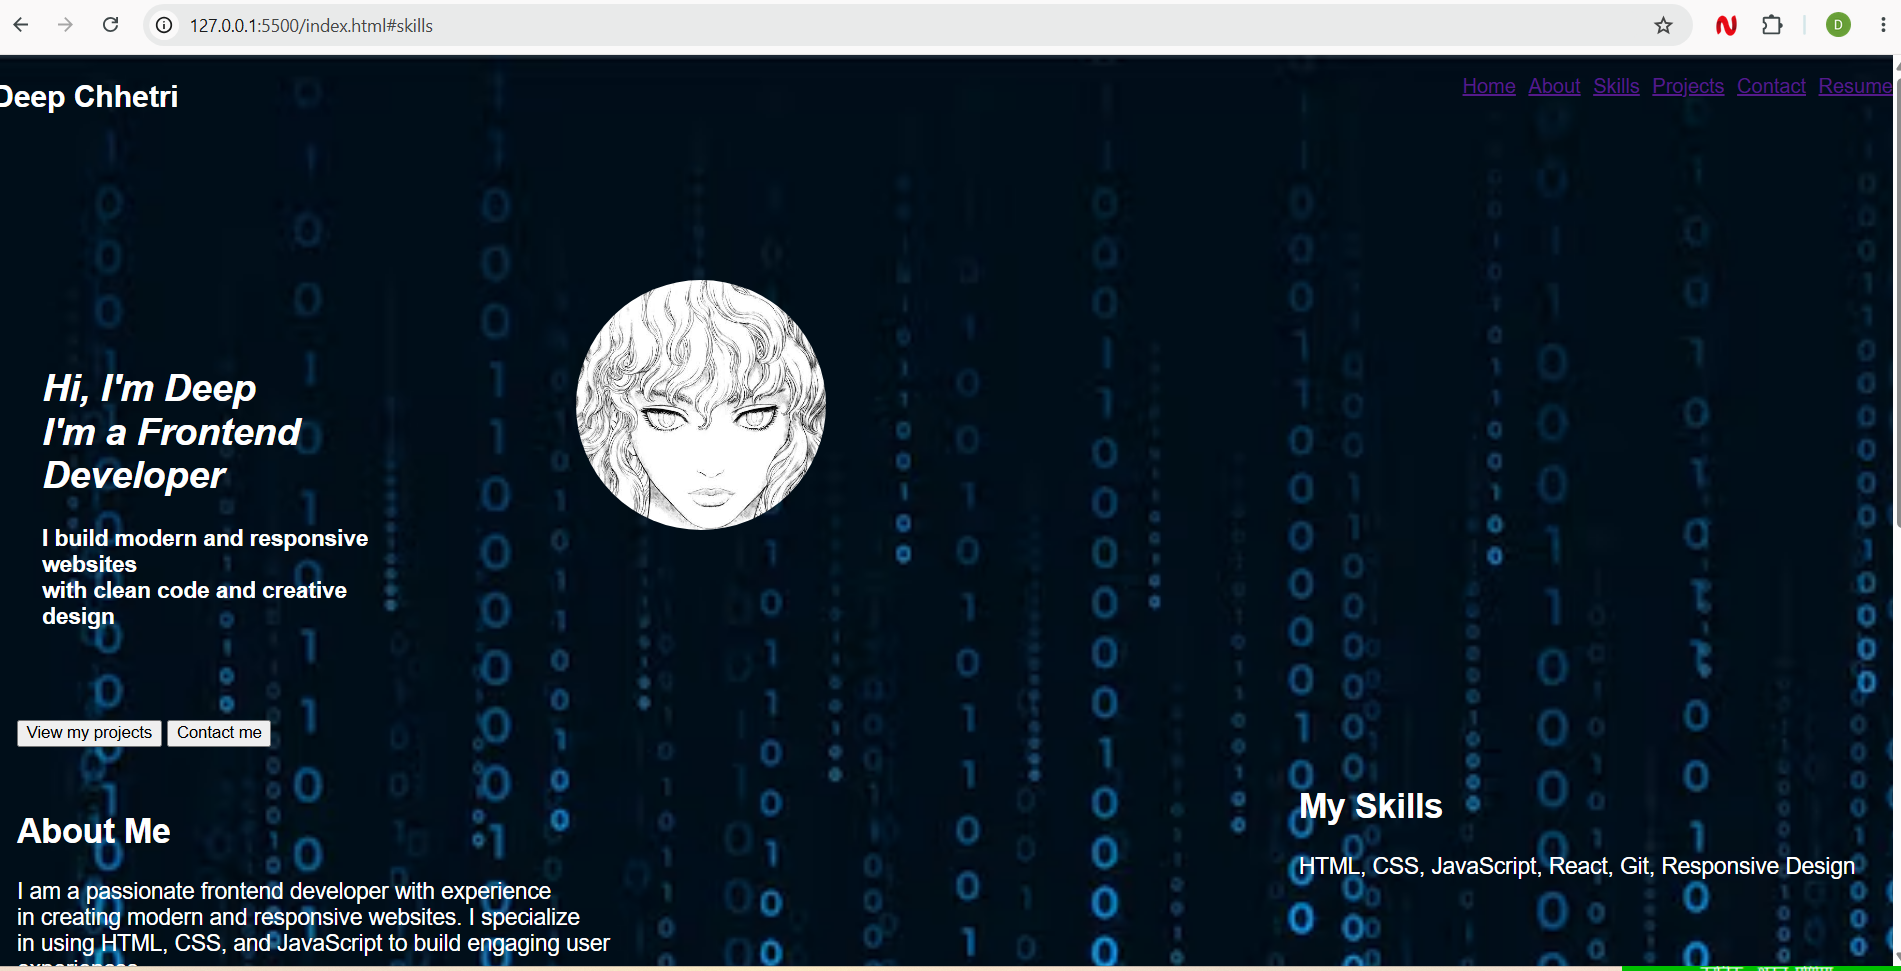 127.0.0.1:5500/index.html#skills
D
Deep Chhetri
Home About Skills Projects Contact Resume
Hi, I'm Deep
I'm a Frontend
Developer
I build modern and responsive
websites
with clean code and creative
design
View my projects Contact me
About Me
I am a passionate frontend developer with experience
in creating modern and responsive websites. I specialize
in using HTML, CSS, and JavaScript to build engaging user
My Skills
HTML, CSS, JavaScript, React, Git, Responsive Design